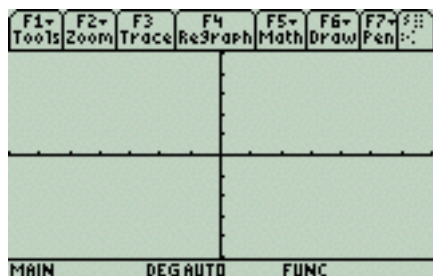 F1 F2 F3 F4 F5 F6 F7
Tools Zoom Trace ReGraph Math Draw Pen
MAIN DEG AUTO FUNC